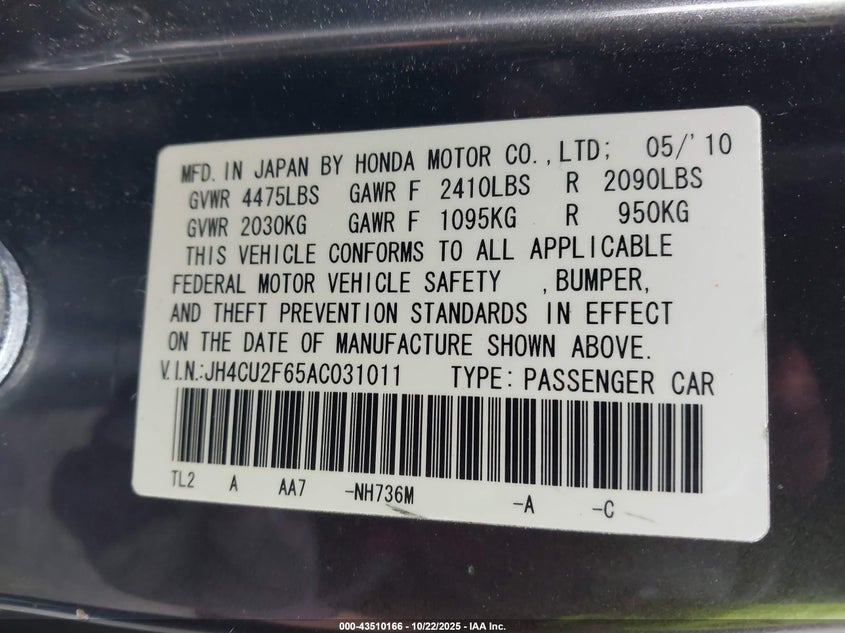 MFD. IN JAPAN BY HONDA MOTOR CO.,LTD; 05/'10
GVWR 4475LBS GAWR F 2410LBS R 2090LBS
GVWR 2030KG GAWR F 1095KG R 950KG
THIS VEHICLE CONFORMS TO ALL APPLICABLE
FEDERAL MOTOR VEHICLE SAFETY ,BUMPER,
AND THEFT PREVENTION STANDARDS IN EFFECT
ON THE DATE OF MANUFACTURE SHOWN ABOVE.
V.I.N.:JH4CU2F65AC031011 TYPE: PASSENGER CAR
TL2 A AA7 -NH736M -A -C
000-43510166 - 10/22/2025 - IAA Inc.